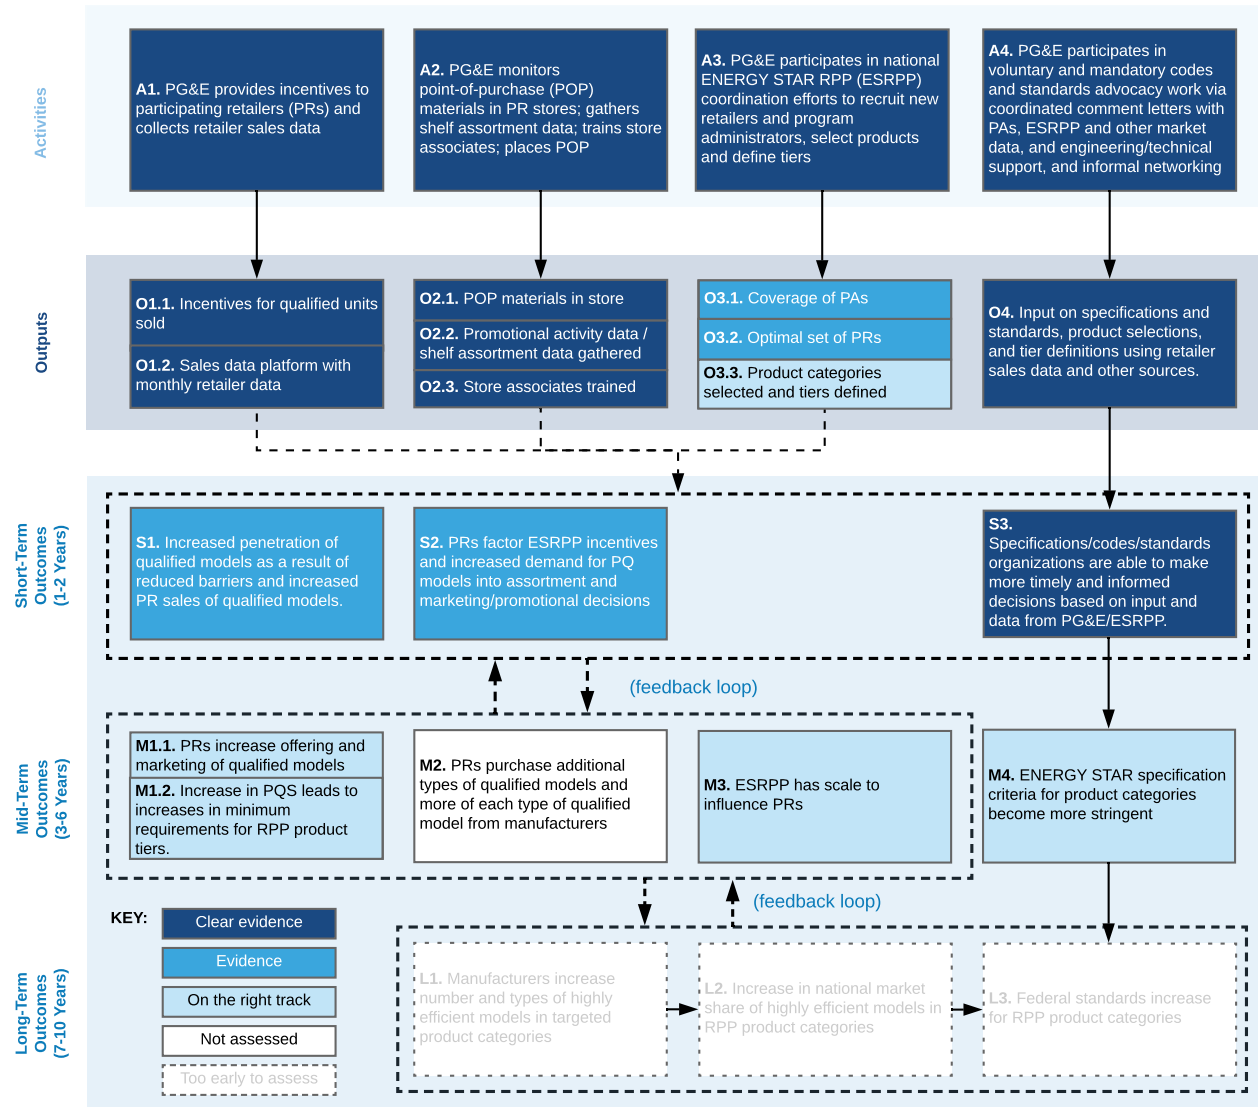 Activities
A1. PG&E provides incentives to
participating retailers (PRs) and
collects retailer sales data
A2. PG&E monitors
point-of-purchase (POP)
materials in PR stores; gathers
shelf assortment data; trains store
associates; places POP
A3. PG&E participates in national
ENERGY STAR RPP (ESRPP)
coordination efforts to recruit new
retailers and program
administrators, select products
and define tiers
A4. PG&E participates in
voluntary and mandatory codes
and standards advocacy work via
coordinated comment letters with
PAs, ESRPP and other market
data, and engineering/technical
support, and informal networking
Outputs
O1.1. Incentives for qualified units
sold
O1.2. Sales data platform with
monthly retailer data
O2.1. POP materials in store
O2.2. Promotional activity data /
shelf assortment data gathered
O2.3. Store associates trained
O3.1. Coverage of PAs
O3.2. Optimal set of PRs
O3.3. Product categories
selected and tiers defined
O4. Input on specifications and
standards, product selections,
and tier definitions using retailer
sales data and other sources.
Short-Term
Outcomes
(1-2 Years)
S1. Increased penetration of
qualified models as a result of
reduced barriers and increased
PR sales of qualified models.
S2. PRs factor ESRPP incentives
and increased demand for PQ
models into assortment and
marketing/promotional decisions
S3.
Specifications/codes/standards
organizations are able to make
more timely and informed
decisions based on input and
data from PG&E/ESRPP.
(feedback loop)
Mid-Term
Outcomes
(3-6 Years)
M1.1. PRs increase offering and
marketing of qualified models
M1.2. Increase in PQS leads to
increases in minimum
requirements for RPP product
tiers.
M2. PRs purchase additional
types of qualified models and
more of each type of qualified
model from manufacturers
M3. ESRPP has scale to
influence PRs
M4. ENERGY STAR specification
criteria for product categories
become more stringent
(feedback loop)
KEY:
Clear evidence
Evidence
On the right track
Not assessed
Too early to assess
Long-Term
Outcomes
(7-10 Years)
L1. Manufacturers increase
number and types of highly
efficient models in targeted
product categories
L2. Increase in national market
share of highly efficient models in
RPP product categories
L3. Federal standards increase
for RPP product categories